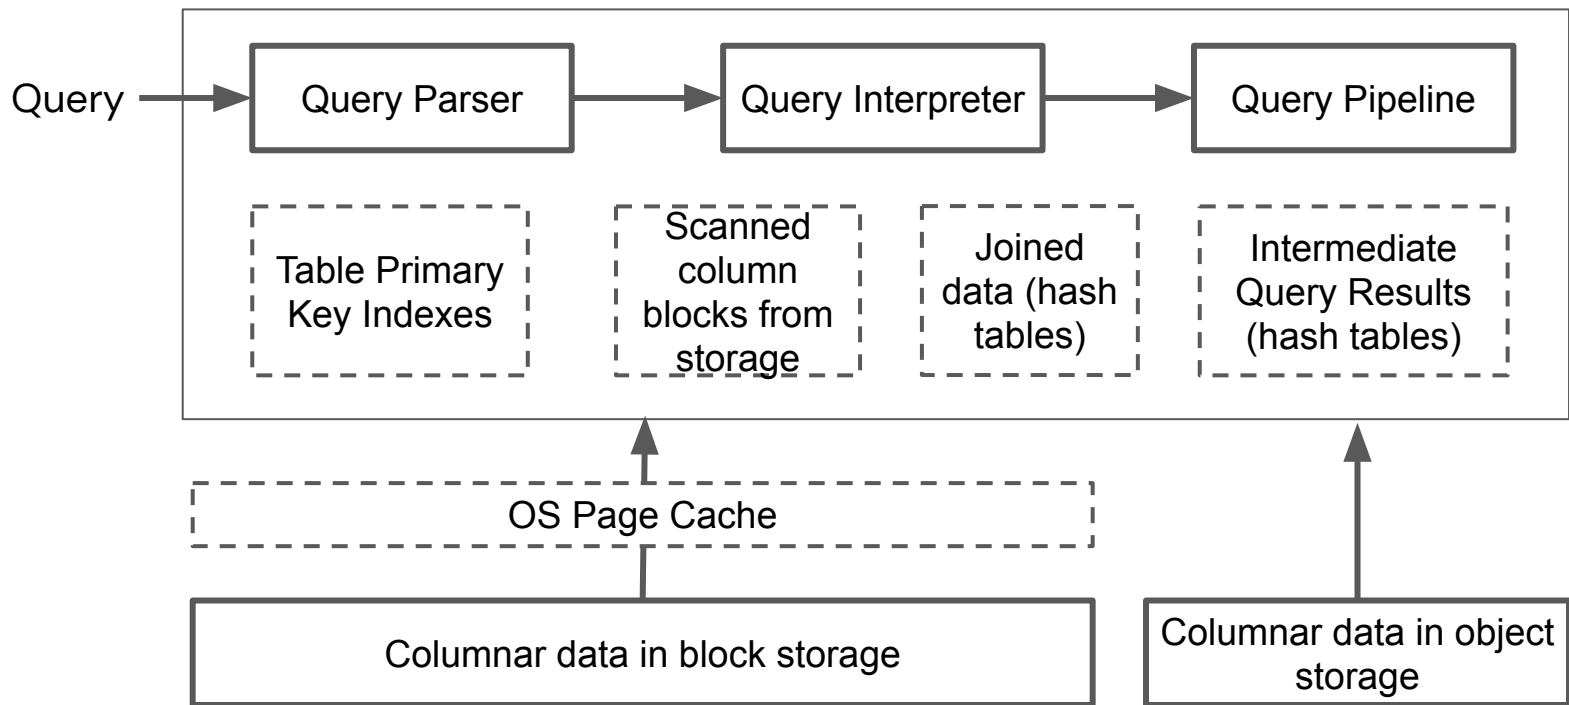 Query
Query Parser
Query Interpreter
Query Pipeline
Table Primary
Key Indexes
Scanned
column
blocks from
storage
Joined
data (hash
tables)
Intermediate
Query Results
(hash tables)
OS Page Cache
Columnar data in block storage
Columnar data in object
storage